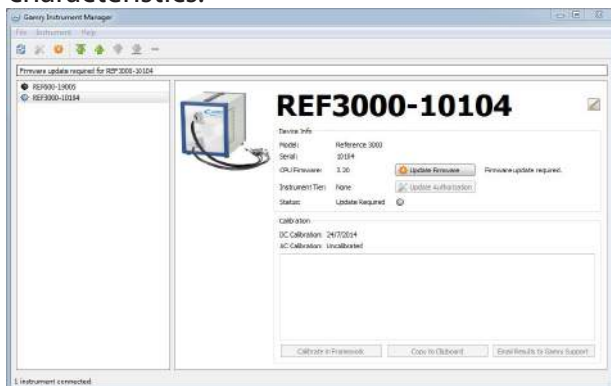 characteristics.
Gamry Instrument Manager
File Instrument Help
Firmware update required for REF3000-10104
REF600-19005
REF3000-10104
REF3000-10104
Device Info
Model: Reference 3000
Serial: 10104
CPU Firmware: 3.20 Update Firmware Firmware update required.
Instrument Tier: None Update Authorization
Status: Update Required
Calibration
DC Calibration: 24/7/2014
AC Calibration: Uncalibrated
Calibrate in Framework Copy to Clipboard Email Results to Gamry Support
1 instrument connected.